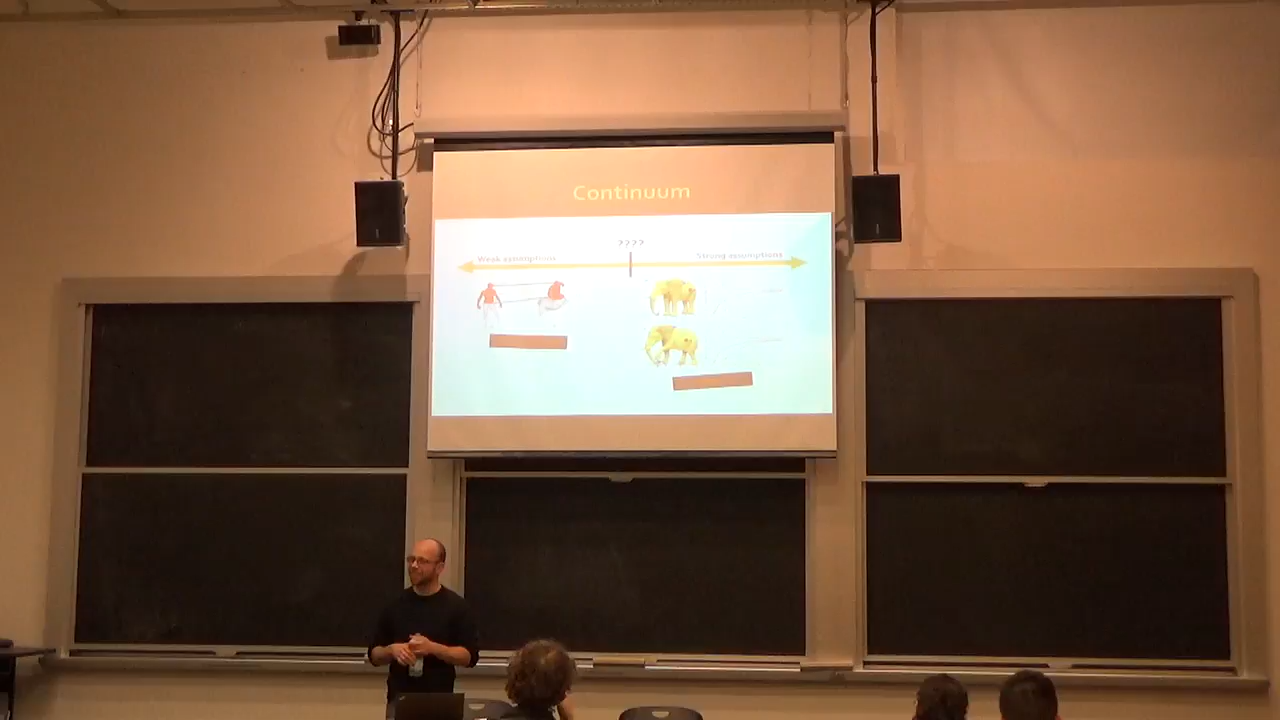 Continuum
????
Weak assumptions
Strong assumptions